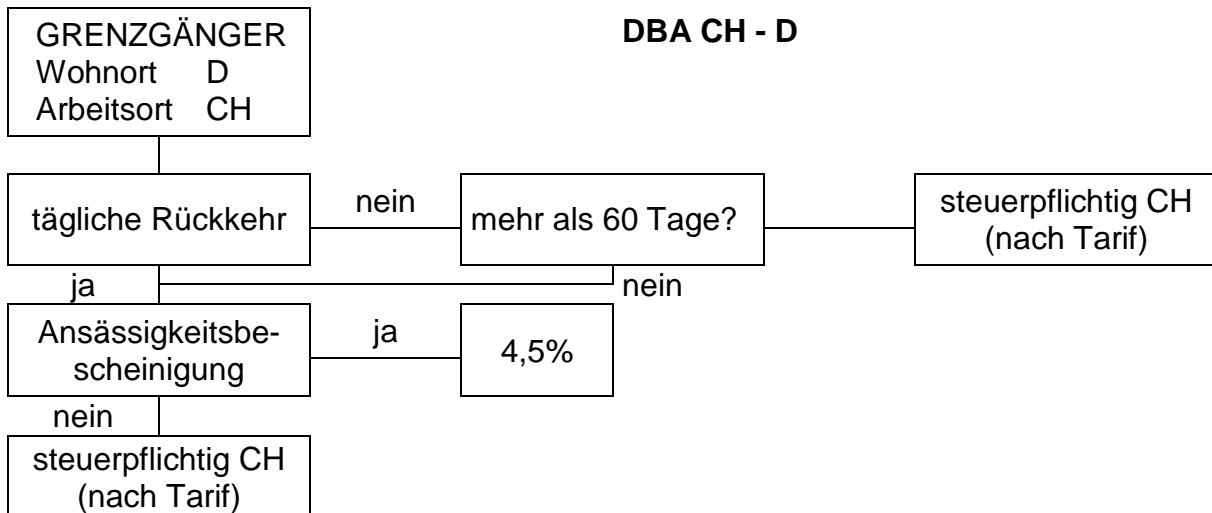 DBA CH - D
GRENZGÄNGER
Wohnort D
Arbeitsort CH
tägliche Rückkehr
nein
mehr als 60 Tage?
steuerpflichtig CH
(nach Tarif)
ja
nein
Ansässigkeitsbe-
scheinigung
ja
4,5%
nein
steuerpflichtig CH
(nach Tarif)